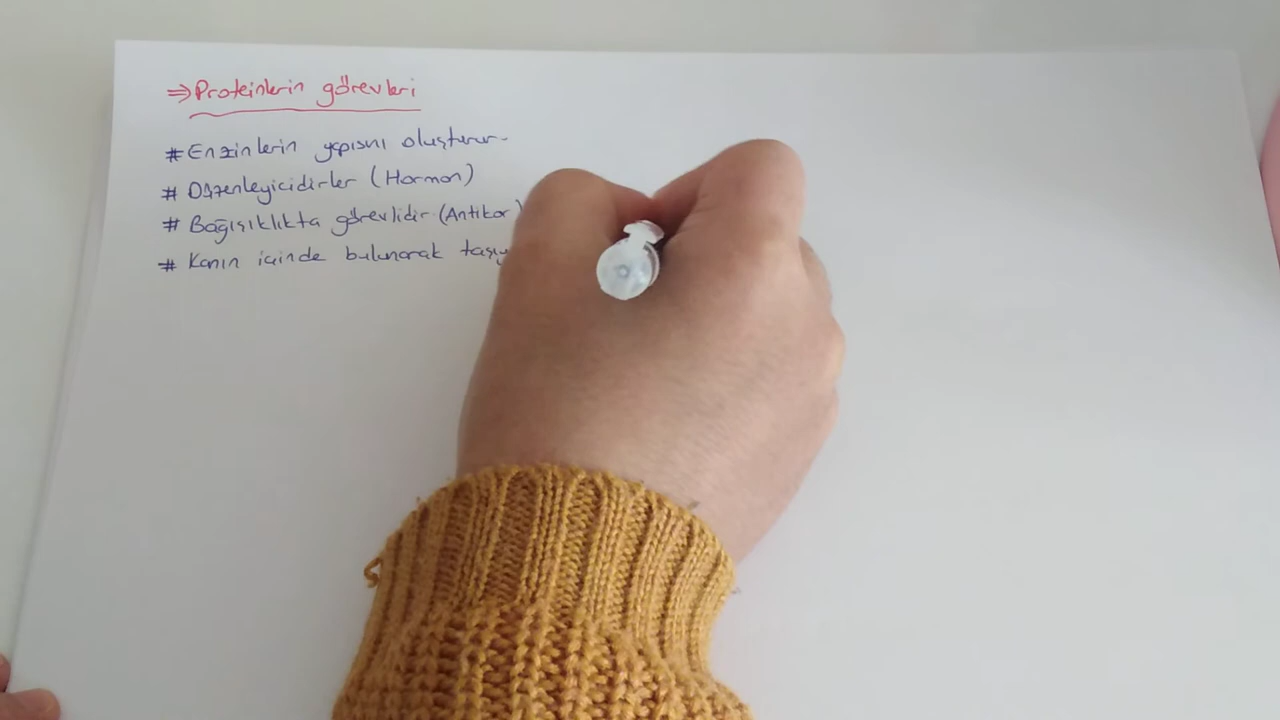 ⇒ Proteinlerin görevleri
# Enzimlerin yapısını oluşturur.
# Düzenleyicidirler (Hormon)
# Bağışıklıkta görevlidir. (Antikor)
# Kanın içinde bulunarak